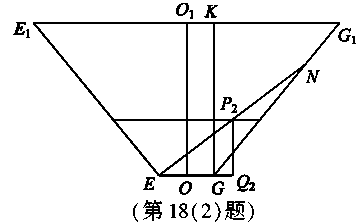 E₁ O₁ K G₁
N
P₂
E O G Q₂
(第18(2)题)